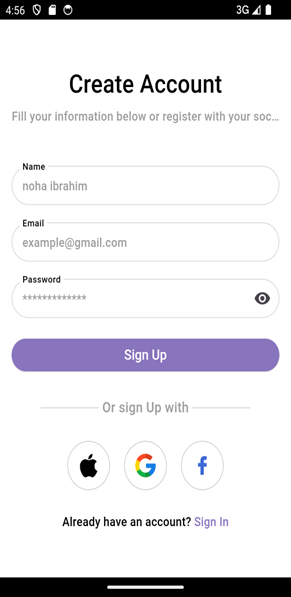 4:56
3G
Create Account
Fill your information below or register with your soc...
Name
noha ibrahim
Email
example@gmail.com
Password
*************
Sign Up
Or sign Up with
Already have an account? Sign In